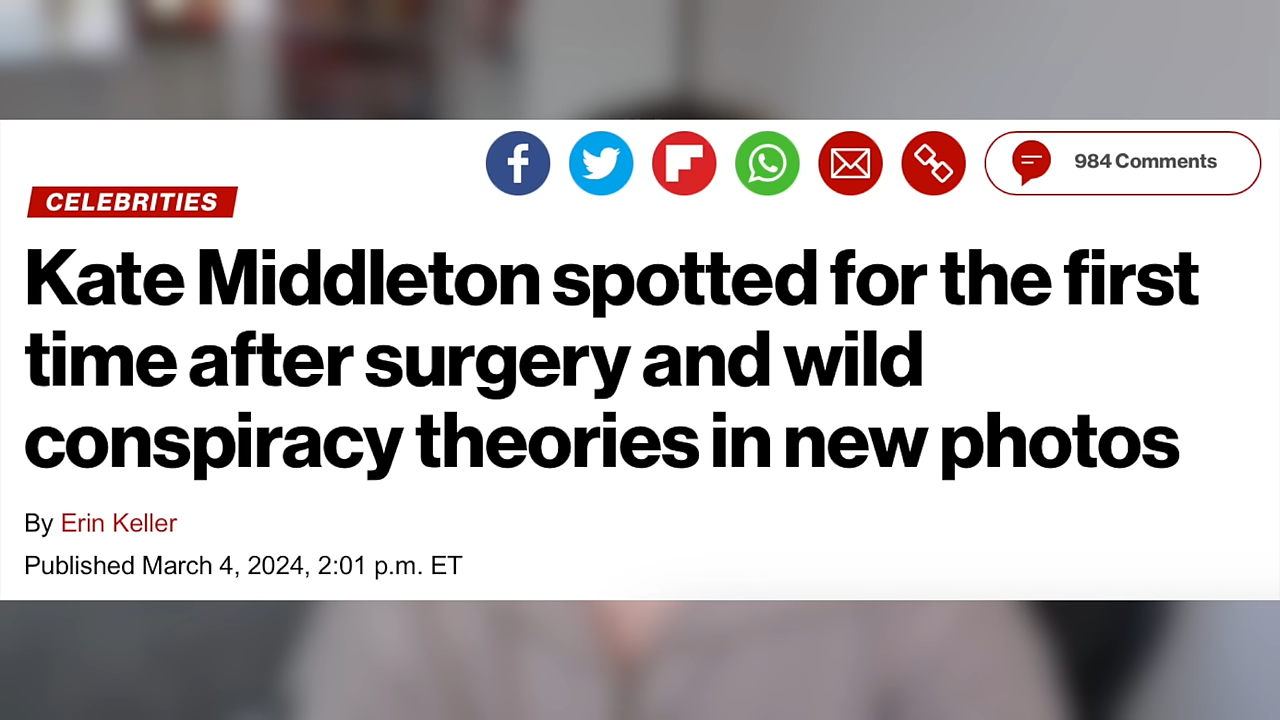 984 Comments
CELEBRITIES
Kate Middleton spotted for the first
time after surgery and wild
conspiracy theories in new photos
By Erin Keller
Published March 4, 2024, 2:01 p.m. ET